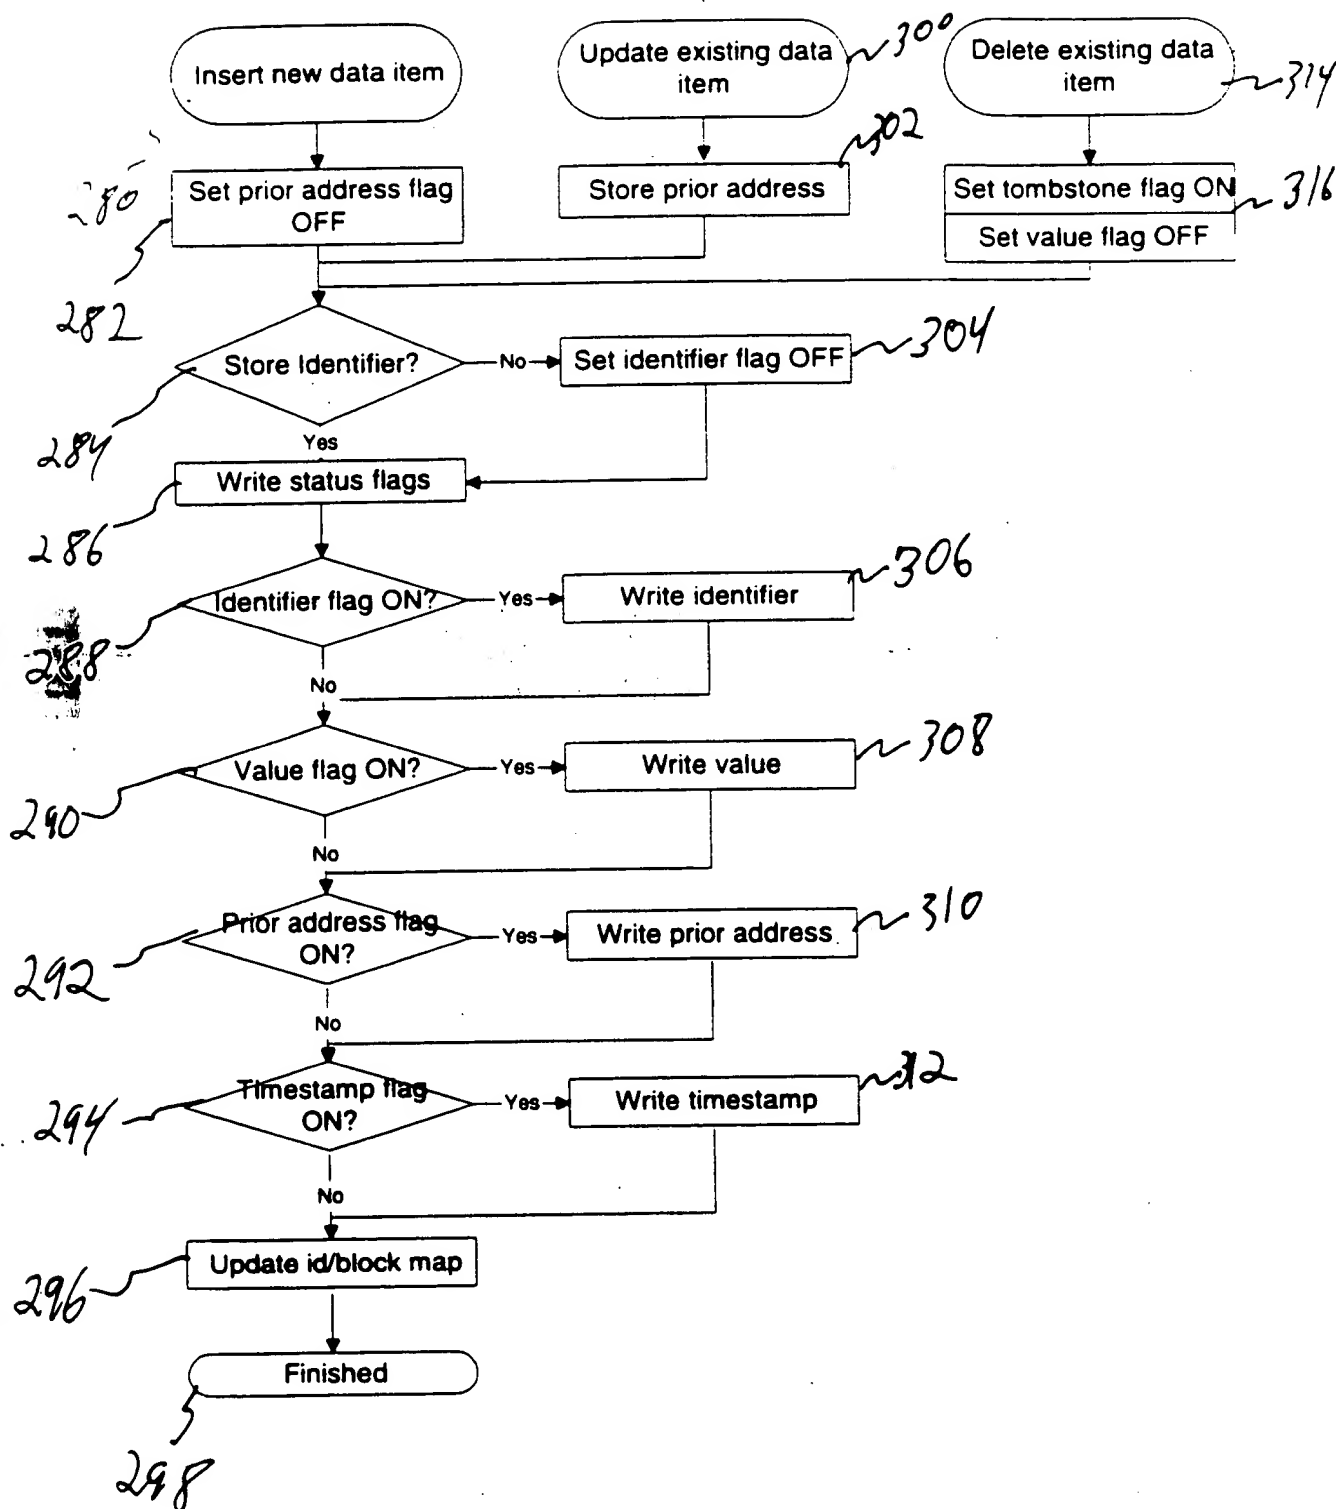 Insert new data item
Update existing data
item
300
Delete existing data
item
314
280
Set prior address flag
OFF
282
302
Store prior address
Set tombstone flag ON
316
Set value flag OFF
Store Identifier?
No
Set identifier flag OFF
304
284
Yes
Write status flags
286
Identifier flag ON?
Yes
Write identifier
306
288
No
Value flag ON?
Yes
Write value
308
290
No
Prior address flag
ON?
Yes
Write prior address
310
292
No
Timestamp flag
ON?
Yes
Write timestamp
312
294
No
Update id/block map
296
Finished
298